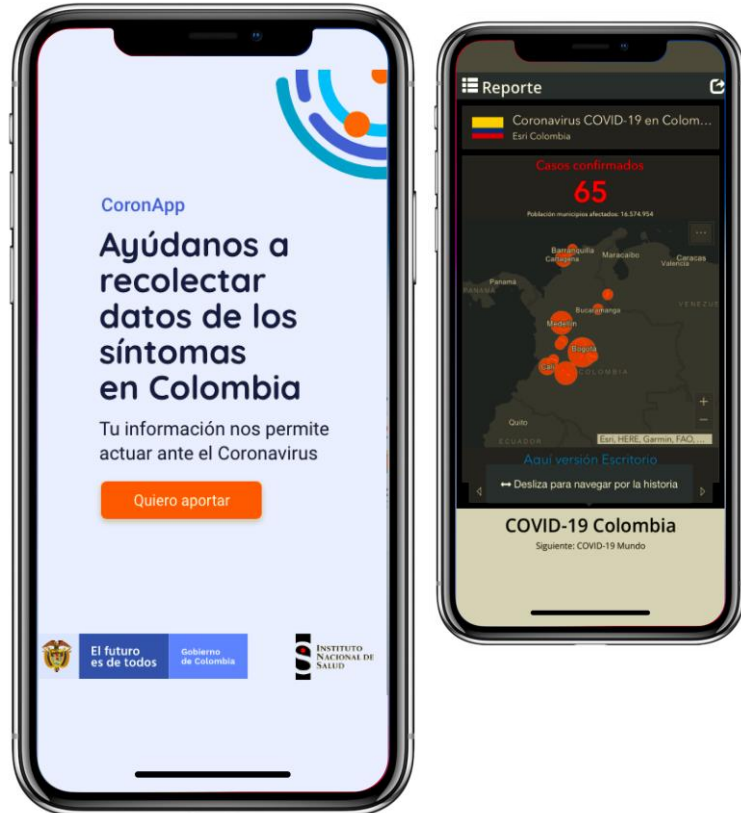 CoronApp
Ayúdanos a
recolectar
datos de los
síntomas
en Colombia
Tu información nos permite
actuar ante el Coronavirus
Quiero aportar
El futuro
es de todos
Gobierno
de Colombia
INSTITUTO
NACIONAL DE
SALUD
Reporte
Coronavirus COVID-19 en Colom...
Esri Colombia
Casos confirmados
65
Población municipios afectados: 16.574.954
Barranquilla
Cartagena
Maracaibo
Caracas
Valencia
Panamá
PANAMÁ
VENEZUE
Bucaramanga
Medellín
Bogotá
Cali
COLOMBIA
Quito
ECUADOR
Esri, HERE, Garmin, FAO, ...
Aquí versión Escritorio
Desliza para navegar por la historia
COVID-19 Colombia
Siguiente: COVID-19 Mundo